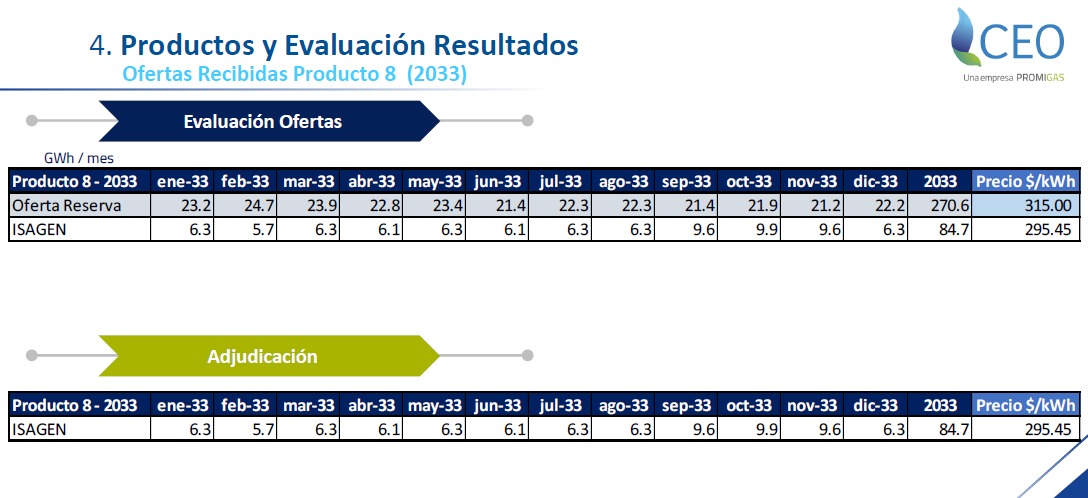 4. Productos y Evaluación Resultados
Ofertas Recibidas Producto 8 (2033)
CEO
Una empresa PROMIGAS
Evaluación Ofertas
GWh / mes
Producto 8 - 2033 ene-33 feb-33 mar-33 abr-33 may-33 jun-33 jul-33 ago-33 sep-33 oct-33 nov-33 dic-33 2033 Precio $/kWh
Oferta Reserva 23.2 24.7 23.9 22.8 23.4 21.4 22.3 22.3 21.4 21.9 21.2 22.2 270.6 315.00
ISAGEN 6.3 5.7 6.3 6.1 6.3 6.1 6.3 6.3 9.6 9.9 9.6 6.3 84.7 295.45
Adjudicación
Producto 8 - 2033 ene-33 feb-33 mar-33 abr-33 may-33 jun-33 jul-33 ago-33 sep-33 oct-33 nov-33 dic-33 2033 Precio $/kWh
ISAGEN 6.3 5.7 6.3 6.1 6.3 6.1 6.3 6.3 9.6 9.9 9.6 6.3 84.7 295.45